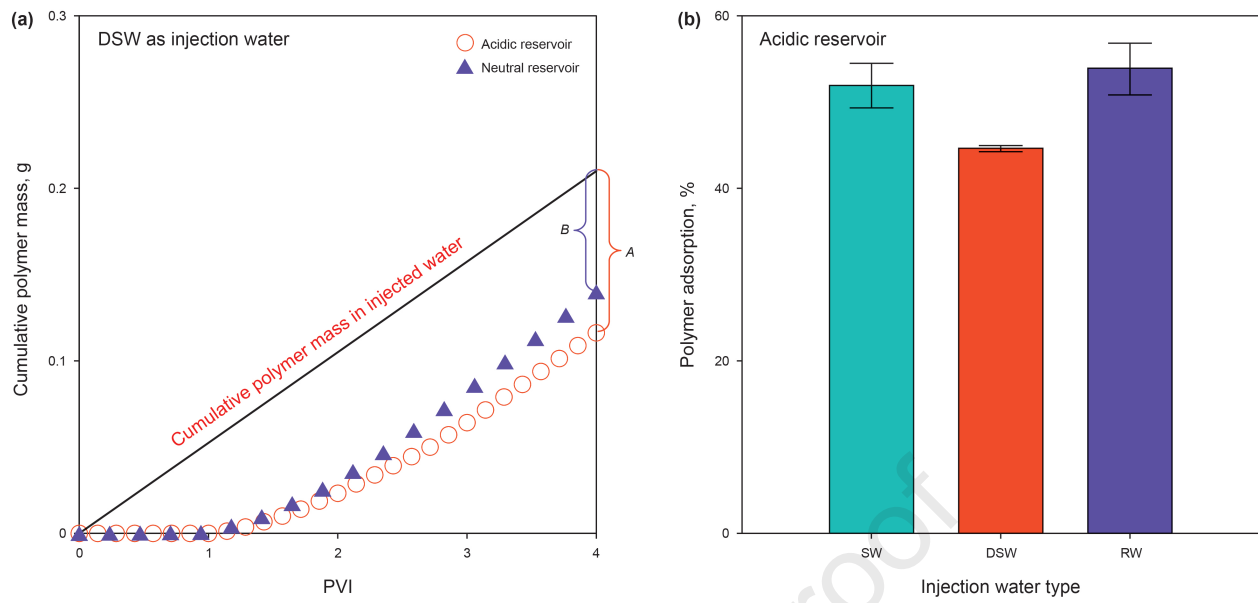 (a)
DSW as injection water
Acidic reservoir
Neutral reservoir
Cumulative polymer mass, g
0.3
0.2
0.1
0
Cumulative polymer mass in injected water
B
A
0
1
2
3
4
PVI
(b)
Acidic reservoir
Polymer adsorption, %
60
40
20
0
SW
DSW
RW
Injection water type
proof